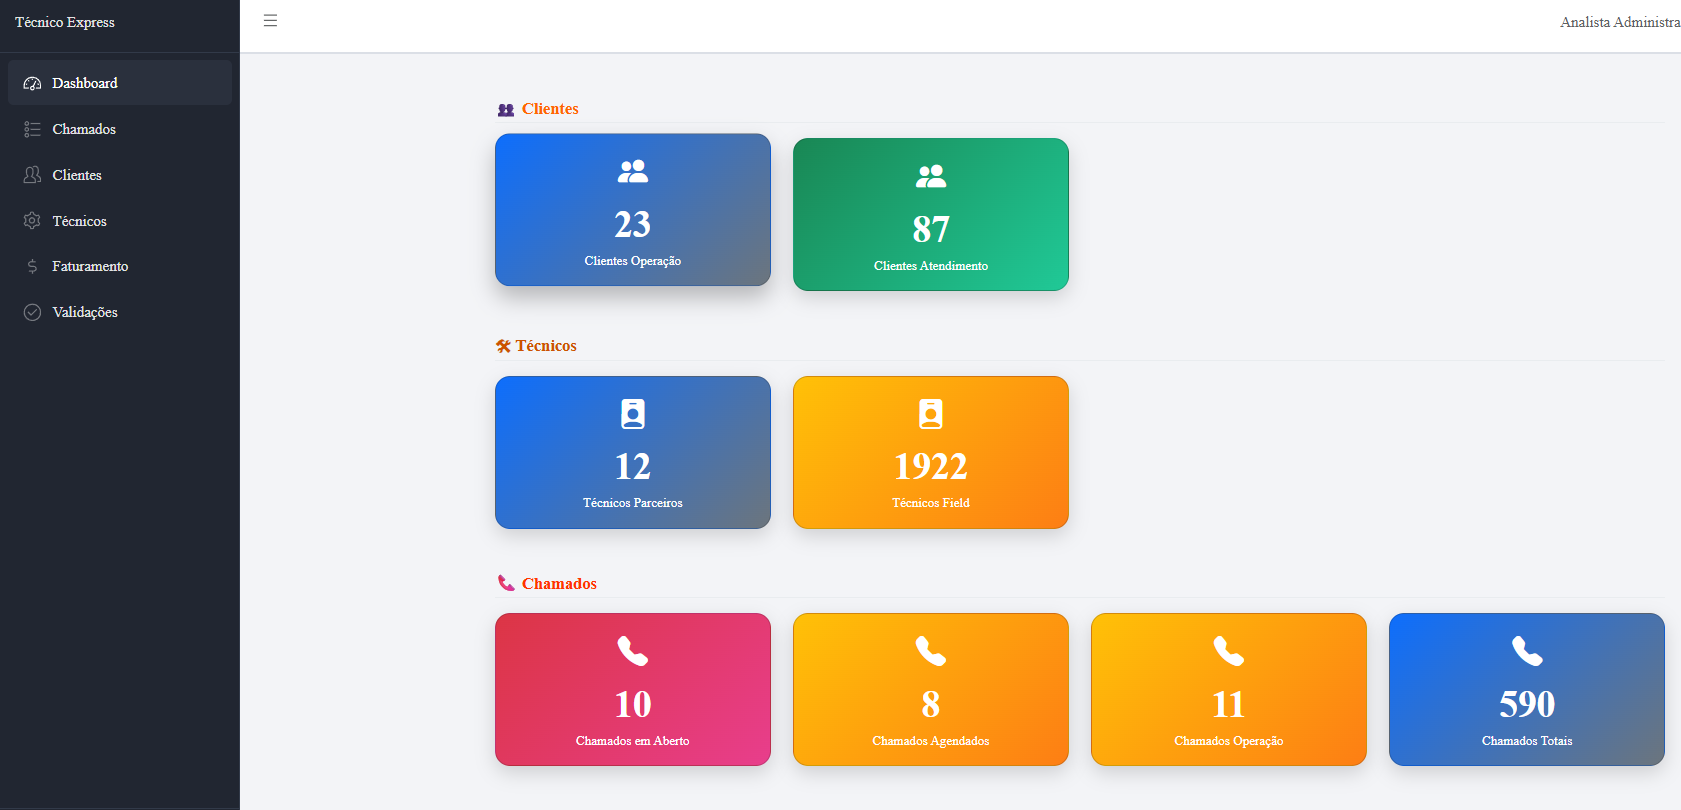 Técnico Express
Analista Administra
Dashboard
Chamados
Clientes
Técnicos
Faturamento
Validações
Clientes
23
Clientes Operação
87
Clientes Atendimento
Técnicos
12
Técnicos Parceiros
1922
Técnicos Field
Chamados
10
Chamados em Aberto
8
Chamados Agendados
11
Chamados Operação
590
Chamados Totais